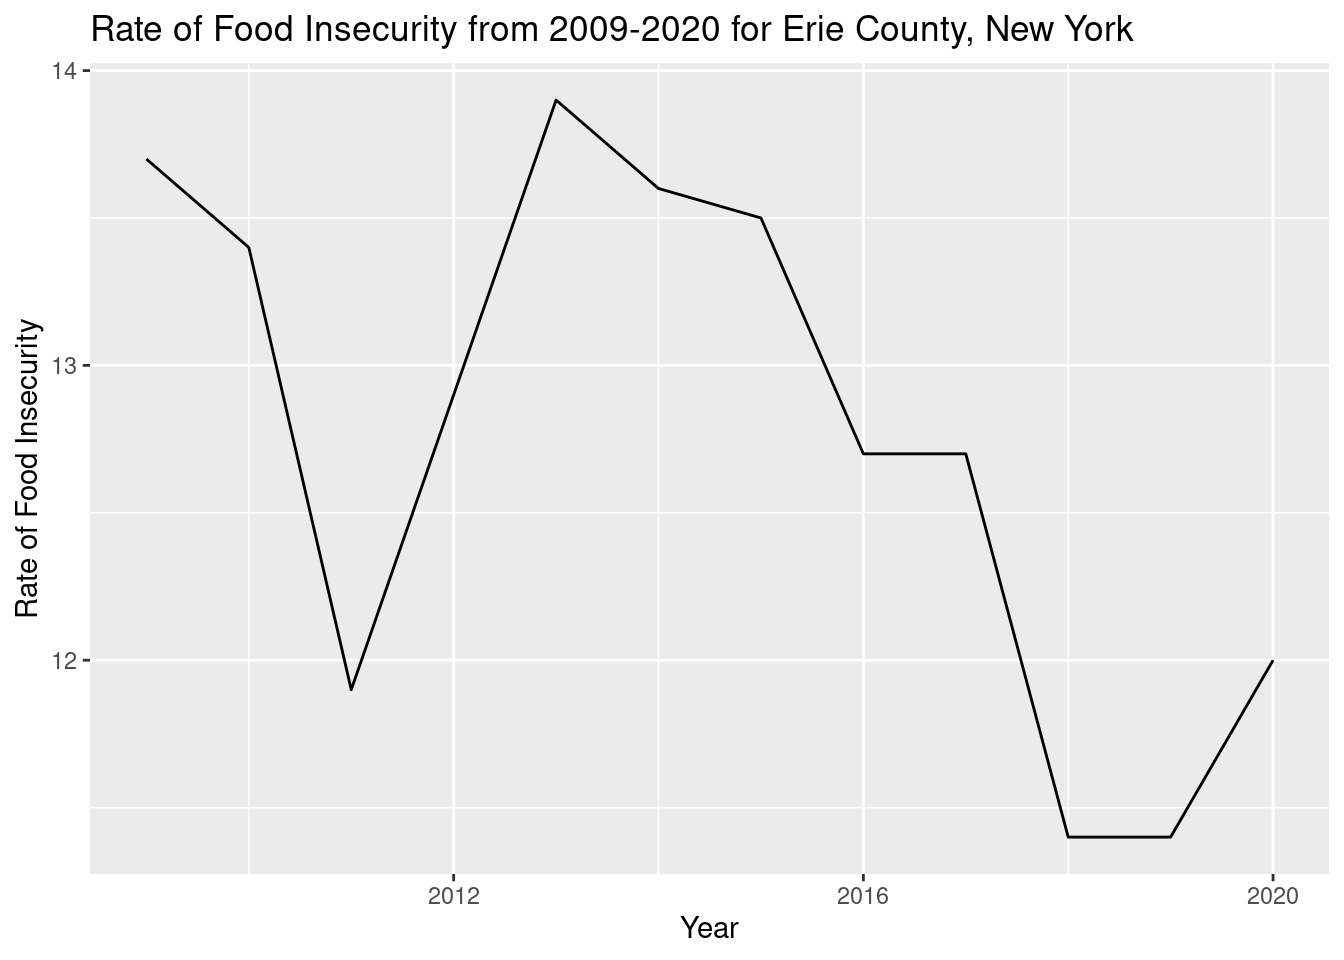 Rate of Food Insecurity from 2009-2020 for Erie County, New York
14
13
12
Rate of Food Insecurity
2012
2016
2020
Year